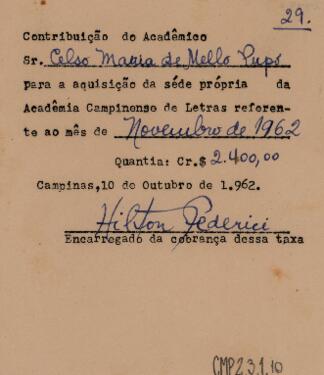 29.
Contribuição do Acadêmico
Sr. Celso Maria de Mello Pupo
para a aquisição da séde própria da
Acadêmia Campinense de Letras referen-
te ao mês de Novembro de 1962
Quantia: Cr.$ 2.400,00
Campinas, 10 de Outubro de 1.962.
Hilton Federici
Encarregado da cobrança dessa taxa
CMP2.3.1.10